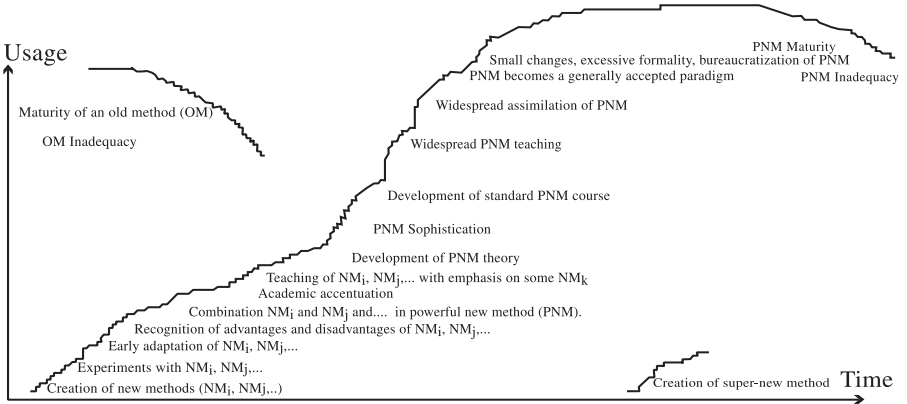 Usage
PNM Maturity
Small changes, excessive formality, bureaucratization of PNM
PNM becomes a generally accepted paradigm
PNM Inadequacy
Widespread assimilation of PNM
Maturity of an old method (OM)
OM Inadequacy
Widespread PNM teaching
Development of standard PNM course
PNM Sophistication
Development of PNM theory
Teaching of NMi, NMj,... with emphasis on some NMk
Academic accentuation
Combination NMi and NMj and.... in powerful new method (PNM).
Recognition of advantages and disadvantages of NMi, NMj,...
Early adaptation of NMi, NMj,...
Experiments with NMi, NMj,...
Creation of new methods (NMi, NMj,..)
Creation of super-new method
Time